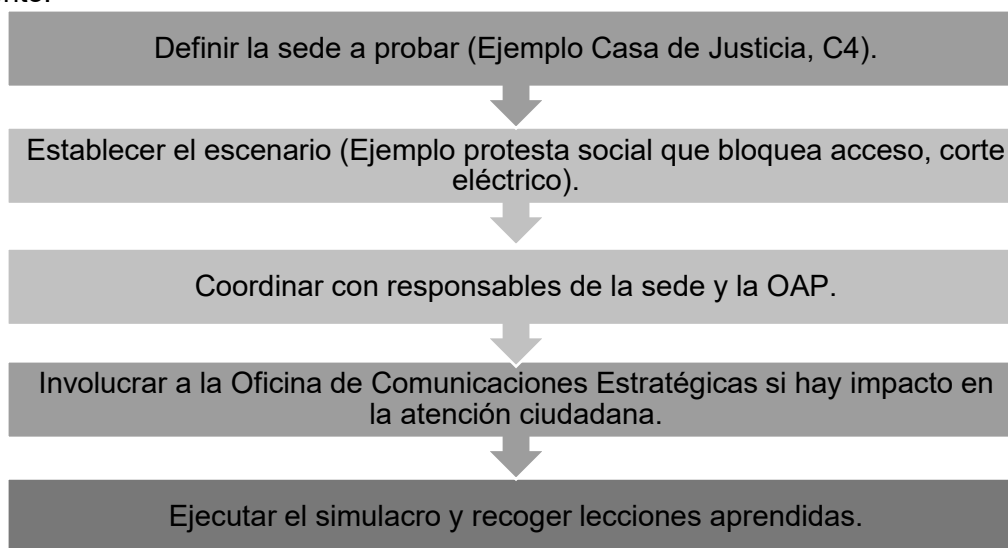 Definir la sede a probar (Ejemplo Casa de Justicia, C4).
Establecer el escenario (Ejemplo protesta social que bloquea acceso, corte
eléctrico).
Coordinar con responsables de la sede y la OAP.
Involucrar a la Oficina de Comunicaciones Estratégicas si hay impacto en
la atención ciudadana.
Ejecutar el simulacro y recoger lecciones aprendidas.